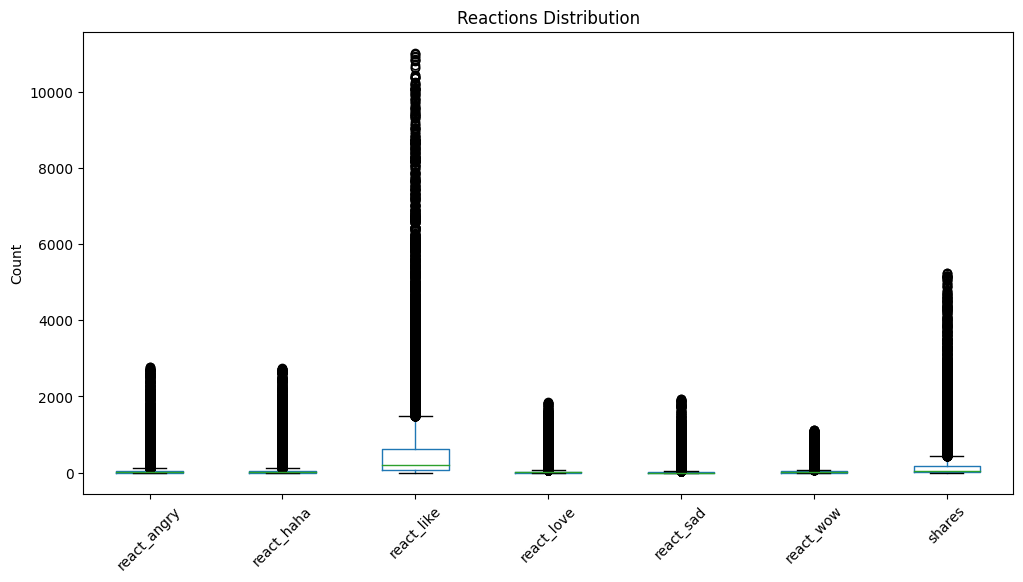 Reactions Distribution
Count
10000
8000
6000
4000
2000
0
react_angry
react_haha
react_like
react_love
react_sad
react_wow
shares